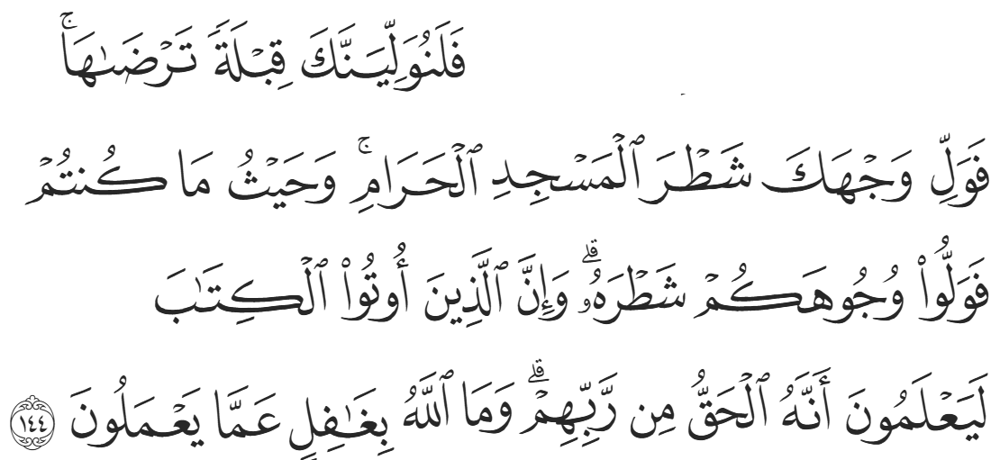 فَلَنُوَلِّيَنَّكَ قِبۡلَةٗ تَرۡضَىٰهَاۚ
فَوَلِّ وَجۡهَكَ شَطۡرَ ٱلۡمَسۡجِدِ ٱلۡحَرَامِۚ وَحَيۡثُ مَا كُنتُمۡ
فَوَلُّواْ وُجُوهَكُمۡ شَطۡرَهُۥۗ وَإِنَّ ٱلَّذِينَ أُوتُواْ ٱلۡكِتَٰبَ
لَيَعۡلَمُونَ أَنَّهُ ٱلۡحَقُّ مِن رَّبِّهِمۡۗ وَمَا ٱللَّهُ بِغَٰفِلٍ عَمَّا يَعۡمَلُونَ ١٤٤